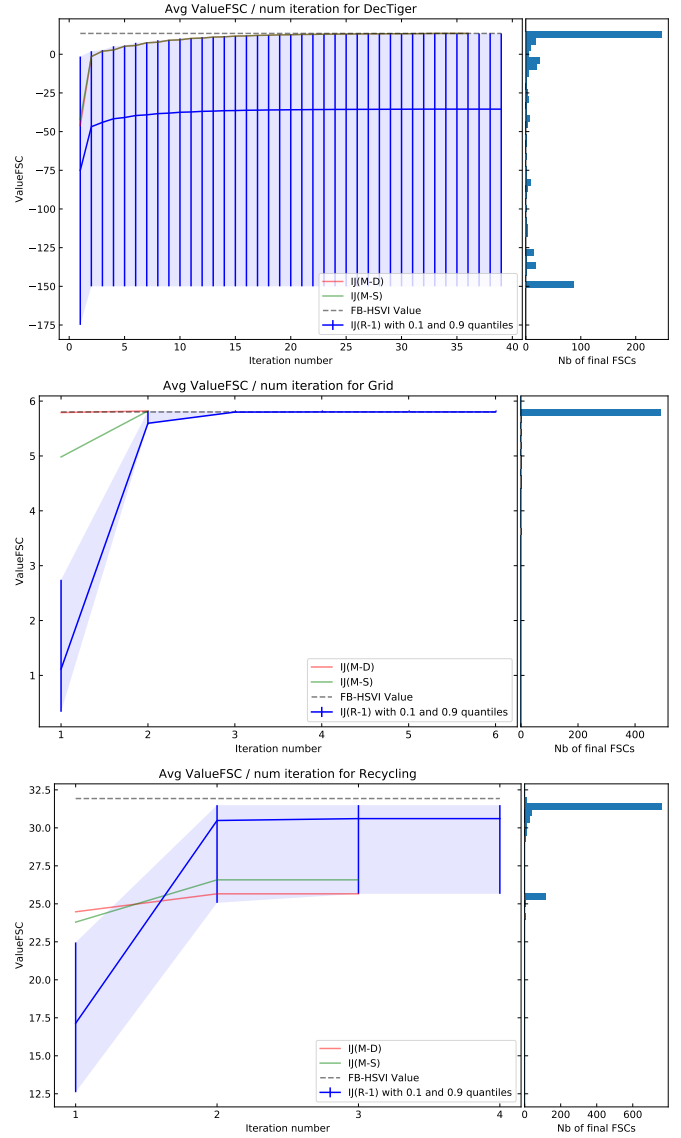 Avg ValueFSC / num iteration for DecTiger
ValueFSC
0
−25
−50
−75
−100
−125
−150
−175
0 5 10 15 20 25 30 35 40
Iteration number
IJ(M-D)
IJ(M-S)
FB-HSVI Value
IJ(R-1) with 0.1 and 0.9 quantiles
0 100 200
Nb of final FSCs
Avg ValueFSC / num iteration for Grid
ValueFSC
6
5
4
3
2
1
1 2 3 4 5 6
Iteration number
IJ(M-D)
IJ(M-S)
FB-HSVI Value
IJ(R-1) with 0.1 and 0.9 quantiles
0 200 400
Nb of final FSCs
Avg ValueFSC / num iteration for Recycling
ValueFSC
32.5
30.0
27.5
25.0
22.5
20.0
17.5
15.0
12.5
1 2 3 4
Iteration number
IJ(M-D)
IJ(M-S)
FB-HSVI Value
IJ(R-1) with 0.1 and 0.9 quantiles
0 200 400 600
Nb of final FSCs